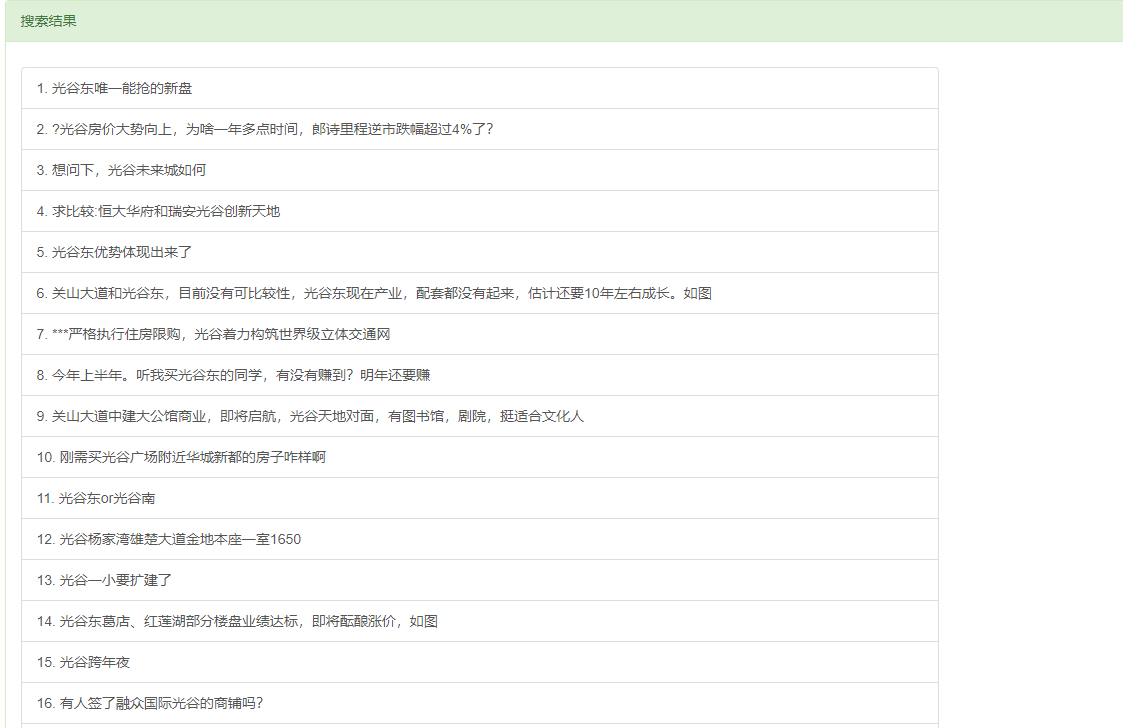 搜索结果
1. 光谷东唯一能抢的新盘
2. ?光谷房价大势向上，为啥一年多点时间，郎诗里程逆市跌幅超过4%了？
3. 想问下，光谷未来城如何
4. 求比较:恒大华府和瑞安光谷创新天地
5. 光谷东优势体现出来了
6. 关山大道和光谷东，目前没有可比较性，光谷东现在产业，配套都没有起来，估计还要10年左右成长。如图
7. ***严格执行住房限购，光谷着力构筑世界级立体交通网
8. 今年上半年。听我买光谷东的同学，有没有赚到？明年还要赚
9. 关山大道中建大公馆商业，即将启航，光谷天地对面，有图书馆，剧院，挺适合文化人
10. 刚需买光谷广场附近华城新都的房子咋样啊
11. 光谷东or光谷南
12. 光谷杨家湾雄楚大道金地本座一室1650
13. 光谷一小要扩建了
14. 光谷东葛店、红莲湖部分楼盘业绩达标，即将酝酿涨价，如图
15. 光谷跨年夜
16. 有人签了融众国际光谷的商铺吗？